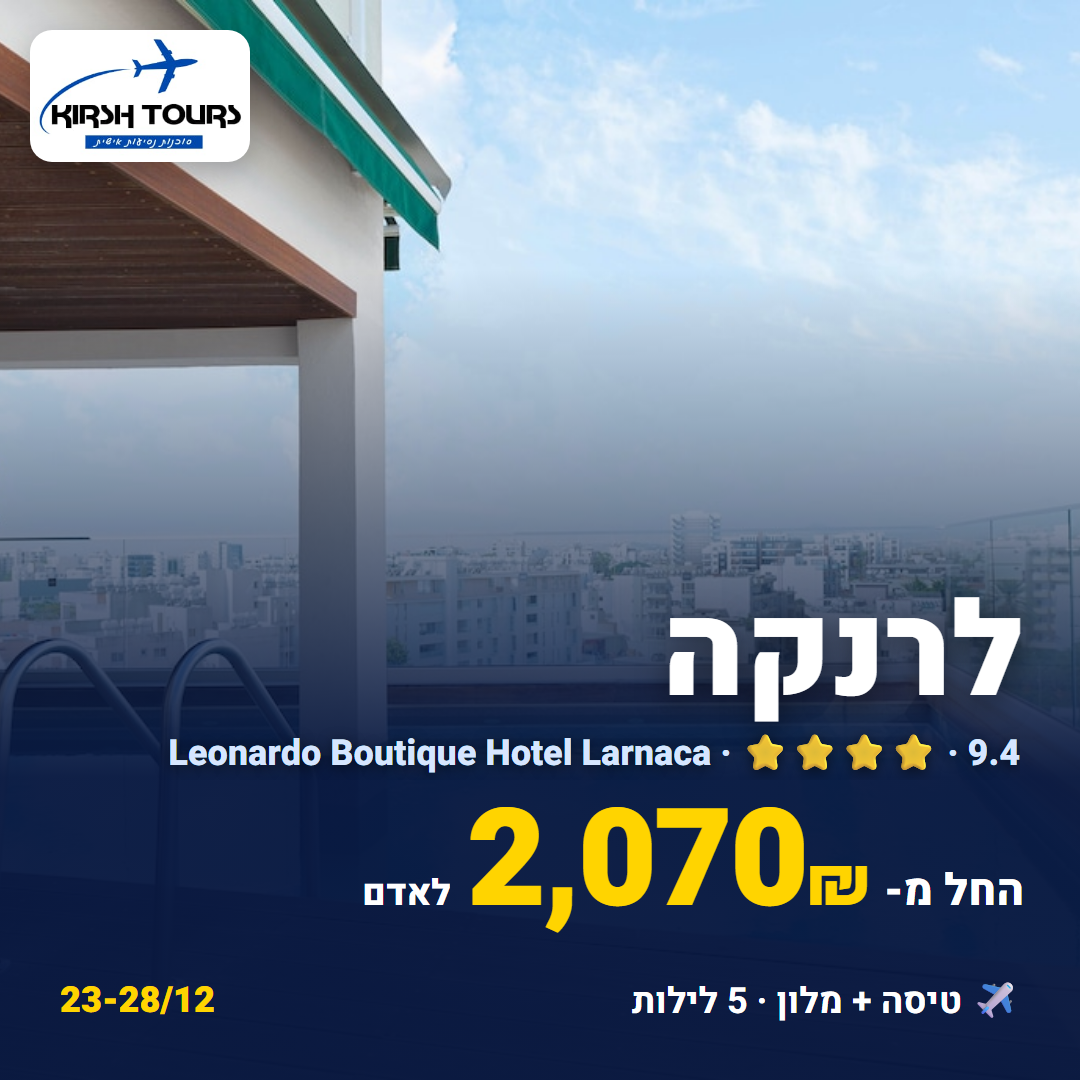 KIRSH TOURS
סוכנות נסיעות אישית
לרנקה
Leonardo Boutique Hotel Larnaca · ⭐⭐⭐⭐ · 9.4
החל מ- ₪2,070 לאדם
✈️ טיסה + מלון · 5 לילות
23-28/12